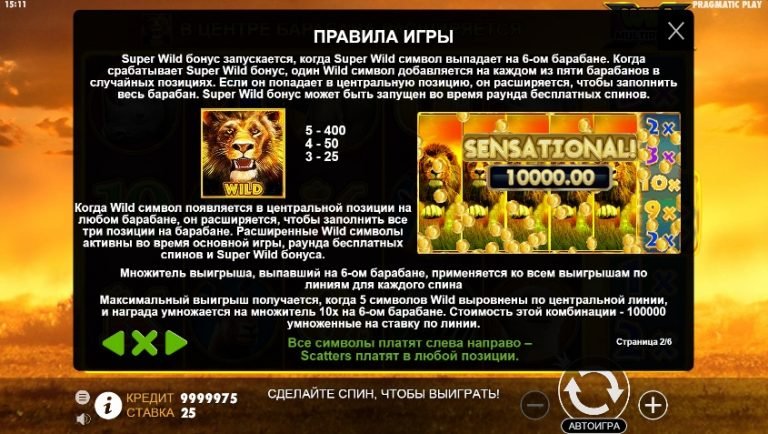 15:11
PRAGMATIC PLAY
ПРАВИЛА ИГРЫ
Super Wild бонус запускается, когда Super Wild символ выпадает на 6-ом барабане. Когда
срабатывает Super Wild бонус, один Wild символ добавляется на каждом из пяти барабанов в
случайных позициях. Если он попадает в центральную позицию, он расширяется, чтобы заполнить
весь барабан. Super Wild бонус может быть запущен во время раунда бесплатных спинов.
WILD
5 - 400
4 - 50
3 - 25
SENSATIONAL!
10000.00
2x
3x
10x
9x
2x
Когда Wild символ появляется в центральной позиции на
любом барабане, он расширяется, чтобы заполнить все
три позиции на барабане. Расширенные Wild символы
активны во время основной игры, раунда бесплатных
спинов и Super Wild бонуса.
Множитель выигрыша, выпавший на 6-ом барабане, применяется ко всем выигрышам по
линиям для каждого спина
Максимальный выигрыш получается, когда 5 символов Wild выровнены по центральной линии,
и награда умножается на множитель 10x на 6-ом барабане. Стоимость этой комбинации - 100000
умноженные на ставку по линии.
Все символы платят слева направо –
Scatters платят в любой позиции.
Страница 2/6
КРЕДИТ 9999975
СТАВКА 25
СДЕЛАЙТЕ СПИН, ЧТОБЫ ВЫИГРАТЬ!
АВТОИГРА